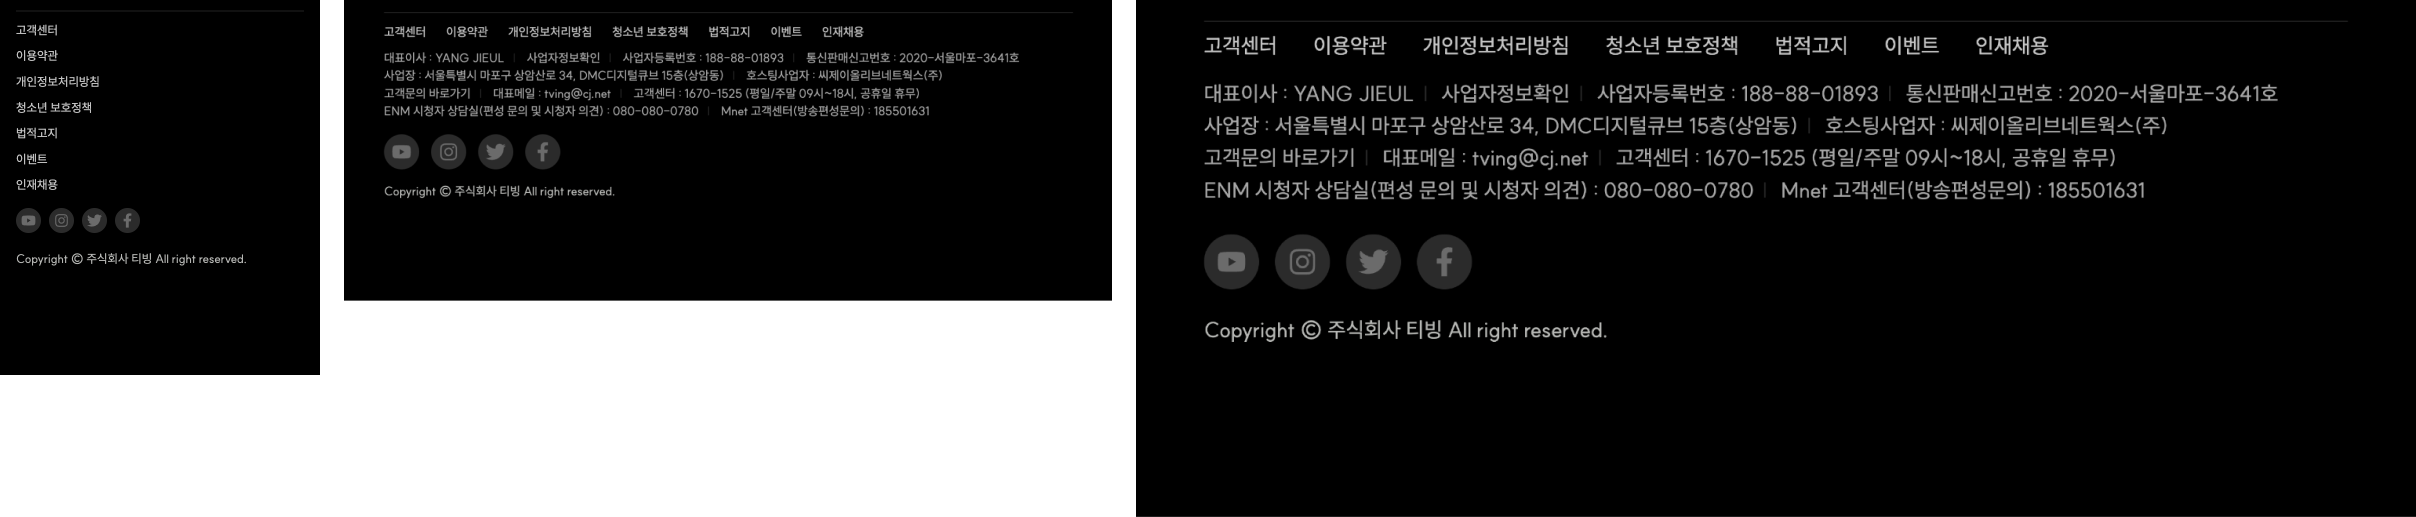 고객센터
이용약관
개인정보처리방침
청소년 보호정책
법적고지
이벤트
인재채용
Copyright © 주식회사 티빙 All right reserved.
고객센터 이용약관 개인정보처리방침 청소년 보호정책 법적고지 이벤트 인재채용
대표이사 : YANG JIEUL | 사업자정보확인 | 사업자등록번호 : 188-88-01893 | 통신판매신고번호 : 2020-서울마포-3641호
사업장 : 서울특별시 마포구 상암산로 34, DMC디지털큐브 15층(상암동) | 호스팅사업자 : 씨제이올리브네트웍스(주)
고객문의 바로가기 | 대표메일 : tving@cj.net | 고객센터 : 1670-1525 (평일/주말 09시~18시, 공휴일 휴무)
ENM 시청자 상담실(편성 문의 및 시청자 의견) : 080-080-0780 | Mnet 고객센터(방송편성문의) : 185501631
Copyright © 주식회사 티빙 All right reserved.
고객센터 이용약관 개인정보처리방침 청소년 보호정책 법적고지 이벤트 인재채용
대표이사 : YANG JIEUL | 사업자정보확인 | 사업자등록번호 : 188-88-01893 | 통신판매신고번호 : 2020-서울마포-3641호
사업장 : 서울특별시 마포구 상암산로 34, DMC디지털큐브 15층(상암동) | 호스팅사업자 : 씨제이올리브네트웍스(주)
고객문의 바로가기 | 대표메일 : tving@cj.net | 고객센터 : 1670-1525 (평일/주말 09시~18시, 공휴일 휴무)
ENM 시청자 상담실(편성 문의 및 시청자 의견) : 080-080-0780 | Mnet 고객센터(방송편성문의) : 185501631
Copyright © 주식회사 티빙 All right reserved.